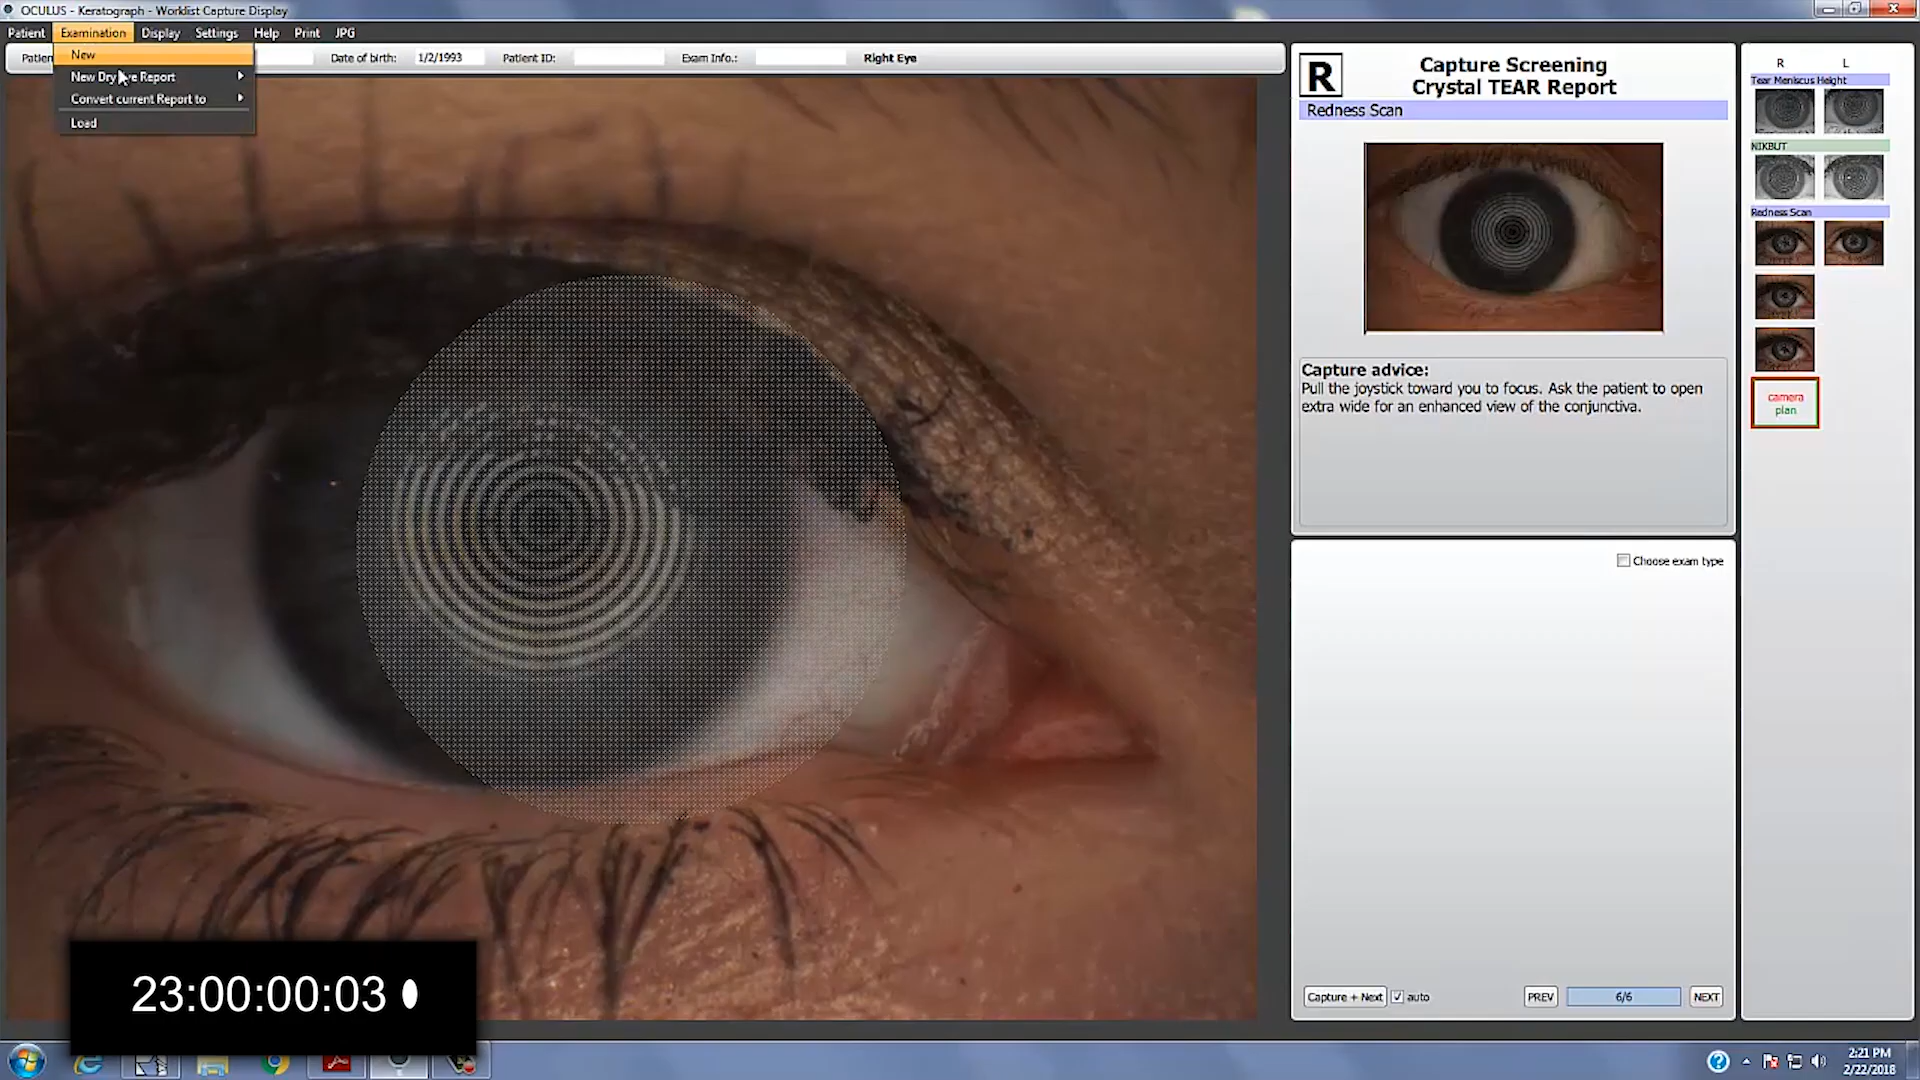 OCULUS - Keratograph - Worklist Capture Display
Patient Examination Display Settings Help Print JPG
Date of birth: 1/2/1993 Patient ID: Exam Info.: Right Eye
New
Convert current Report to
Load
R
Capture Screening
Crystal TEAR Report
Redness Scan
Capture advice:
Pull the joystick toward you to focus. Ask the patient to open
extra wide for an enhanced view of the conjunctiva.
Choose exam type
Capture + Next auto PREV 6/6 NEXT
R L
Tear Meniscus Height
NIKBUT
Redness Scan
camera
plan
23:00:00:03
2:21 PM
2/22/2018